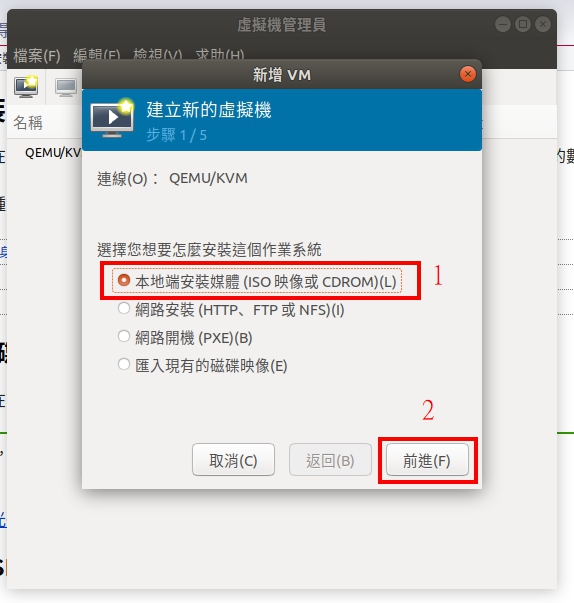 虛擬機管理員
檔案(F) 編輯(E) 檢視(V) 求助(H)
新增 VM
建立新的虛擬機
步驟 1 / 5
名稱
QEMU/KV
的數
連線(O)： QEMU/KVM
選擇您想要怎麼安裝這個作業系統
本地端安裝媒體 (ISO 映像或 CDROM)(L)
1
網路安裝 (HTTP、FTP 或 NFS)(I)
網路開機 (PXE)(B)
匯入現有的磁碟映像(E)
2
取消(C) 返回(B) 前進(F)